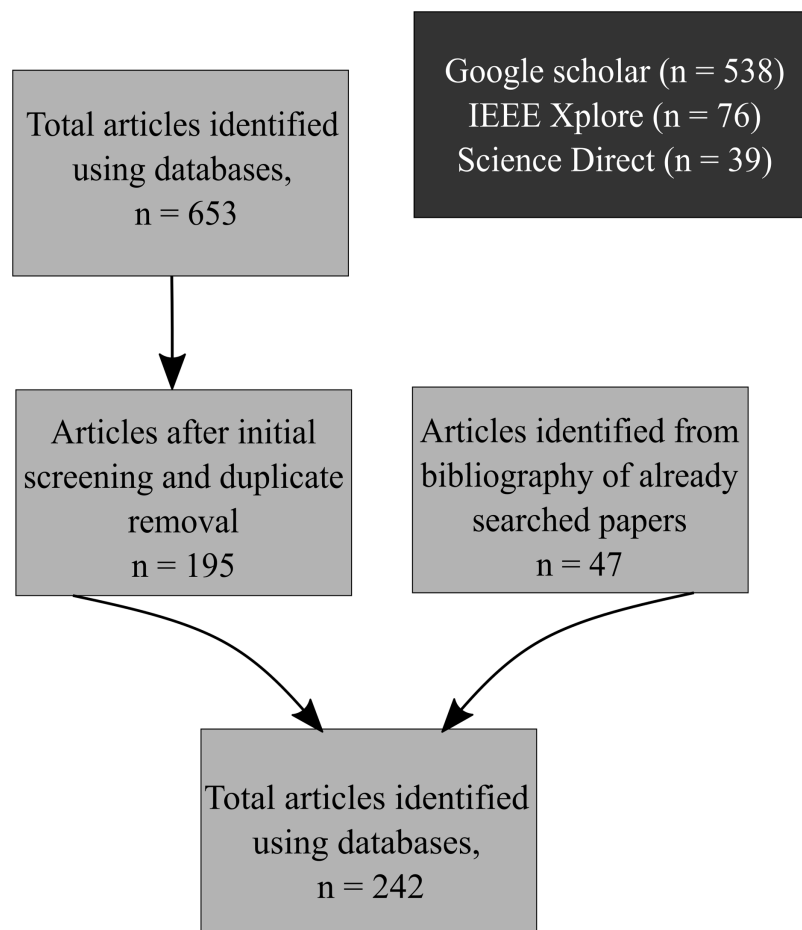 Total articles identified
using databases,
n = 653
Google scholar (n = 538)
IEEE Xplore (n = 76)
Science Direct (n = 39)
Articles after initial
screening and duplicate
removal
n = 195
Articles identified from
bibliography of already
searched papers
n = 47
Total articles identified
using databases,
n = 242